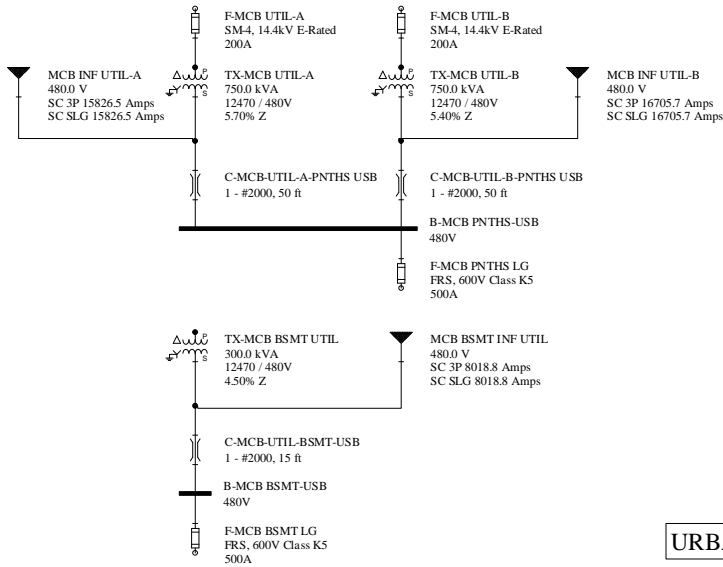 F-MCB UTIL-A
SM-4, 14.4kV E-Rated
200A
F-MCB UTIL-B
SM-4, 14.4kV E-Rated
200A
MCB INF UTIL-A
480.0 V
SC 3P 15826.5 Amps
SC SLG 15826.5 Amps
P
S
TX-MCB UTIL-A
750.0 kVA
12470 / 480V
5.70% Z
P
S
TX-MCB UTIL-B
750.0 kVA
12470 / 480V
5.40% Z
MCB INF UTIL-B
480.0 V
SC 3P 16705.7 Amps
SC SLG 16705.7 Amps
C-MCB-UTIL-A-PNTHS USB
1 - #2000, 50 ft
C-MCB-UTIL-B-PNTHS USB
1 - #2000, 50 ft
B-MCB PNTHS-USB
480V
F-MCB PNTHS LG
FRS, 600V Class K5
500A
P
S
TX-MCB BSMT UTIL
300.0 kVA
12470 / 480V
4.50% Z
MCB BSMT INF UTIL
480.0 V
SC 3P 8018.8 Amps
SC SLG 8018.8 Amps
C-MCB-UTIL-BSMT-USB
1 - #2000, 15 ft
B-MCB BSMT-USB
480V
F-MCB BSMT LG
FRS, 600V Class K5
500A